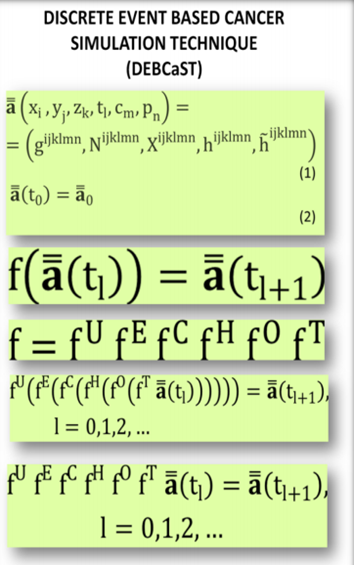 DISCRETE EVENT BASED CANCER
SIMULATION TECHNIQUE
(DEBCaST)
a̿(xᵢ, yⱼ, zₖ, tₗ, cₘ, pₙ) =
= (gⁱʲᵏˡᵐⁿ, Nⁱʲᵏˡᵐⁿ, Xⁱʲᵏˡᵐⁿ, hⁱʲᵏˡᵐⁿ, h̃ⁱʲᵏˡᵐⁿ)
(1)
a̿(t₀) = a̿₀
(2)
f(a̿(tₗ)) = a̿(tₗ₊₁)
f = fᵁ fᴱ fᶜ fᴴ fᴼ fᵀ
fᵁ(fᴱ(fᶜ(fᴴ(fᴼ(fᵀ a̿(tₗ)))))) = a̿(tₗ₊₁),
l = 0,1,2, ...
fᵁ fᴱ fᶜ fᴴ fᴼ fᵀ a̿(tₗ) = a̿(tₗ₊₁),
l = 0,1,2, ...